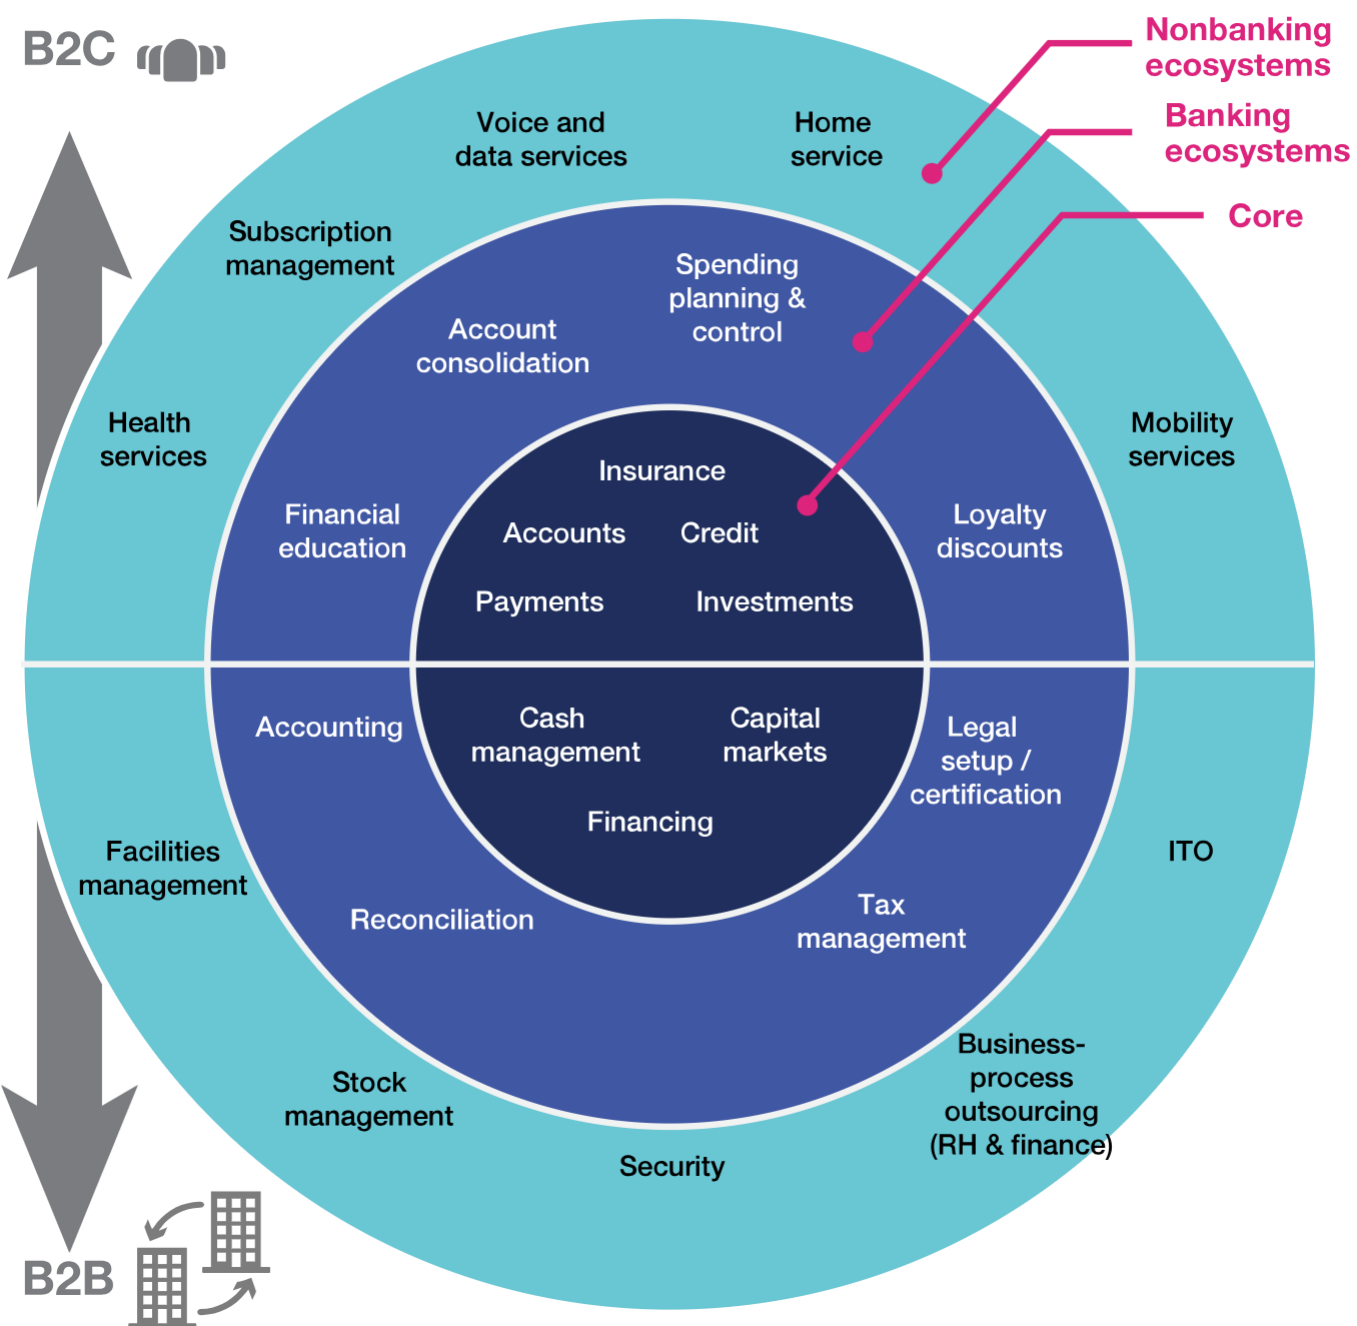 B2C
Nonbanking
ecosystems
Banking
ecosystems
Core
Voice and
data services
Home
service
Subscription
management
Health
services
Mobility
services
Spending
planning &
control
Account
consolidation
Financial
education
Loyalty
discounts
Insurance
Accounts
Credit
Payments
Investments
Cash
management
Capital
markets
Financing
Accounting
Legal
setup /
certification
Reconciliation
Tax
management
Facilities
management
ITO
Stock
management
Security
Business-
process
outsourcing
(RH & finance)
B2B